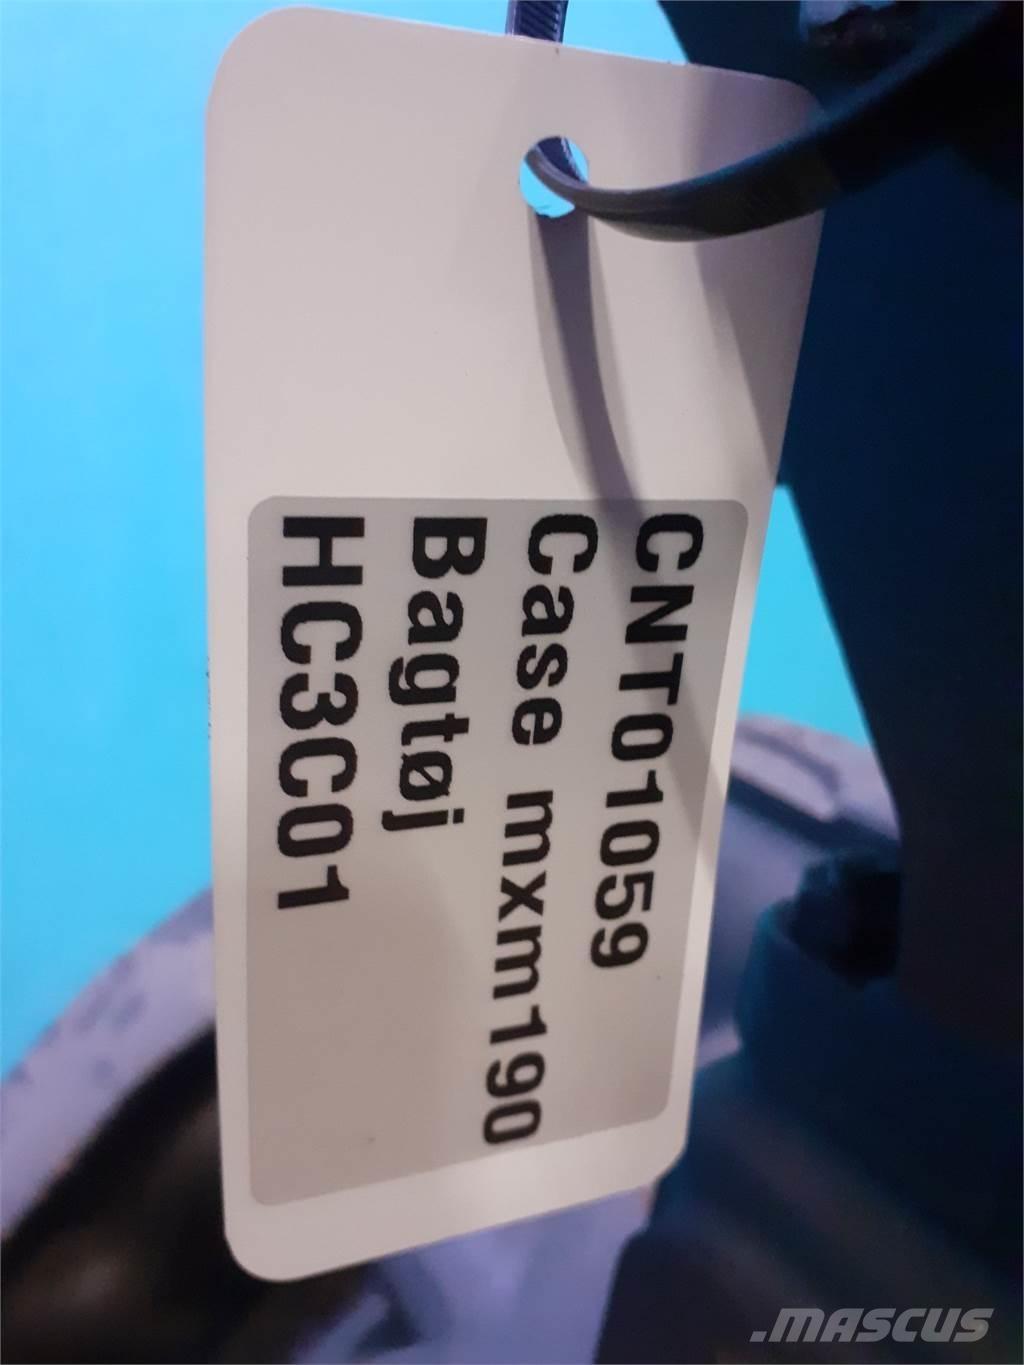 CNT01059
Case mxm190
Bagtøj
HC3C01
.MASCUS